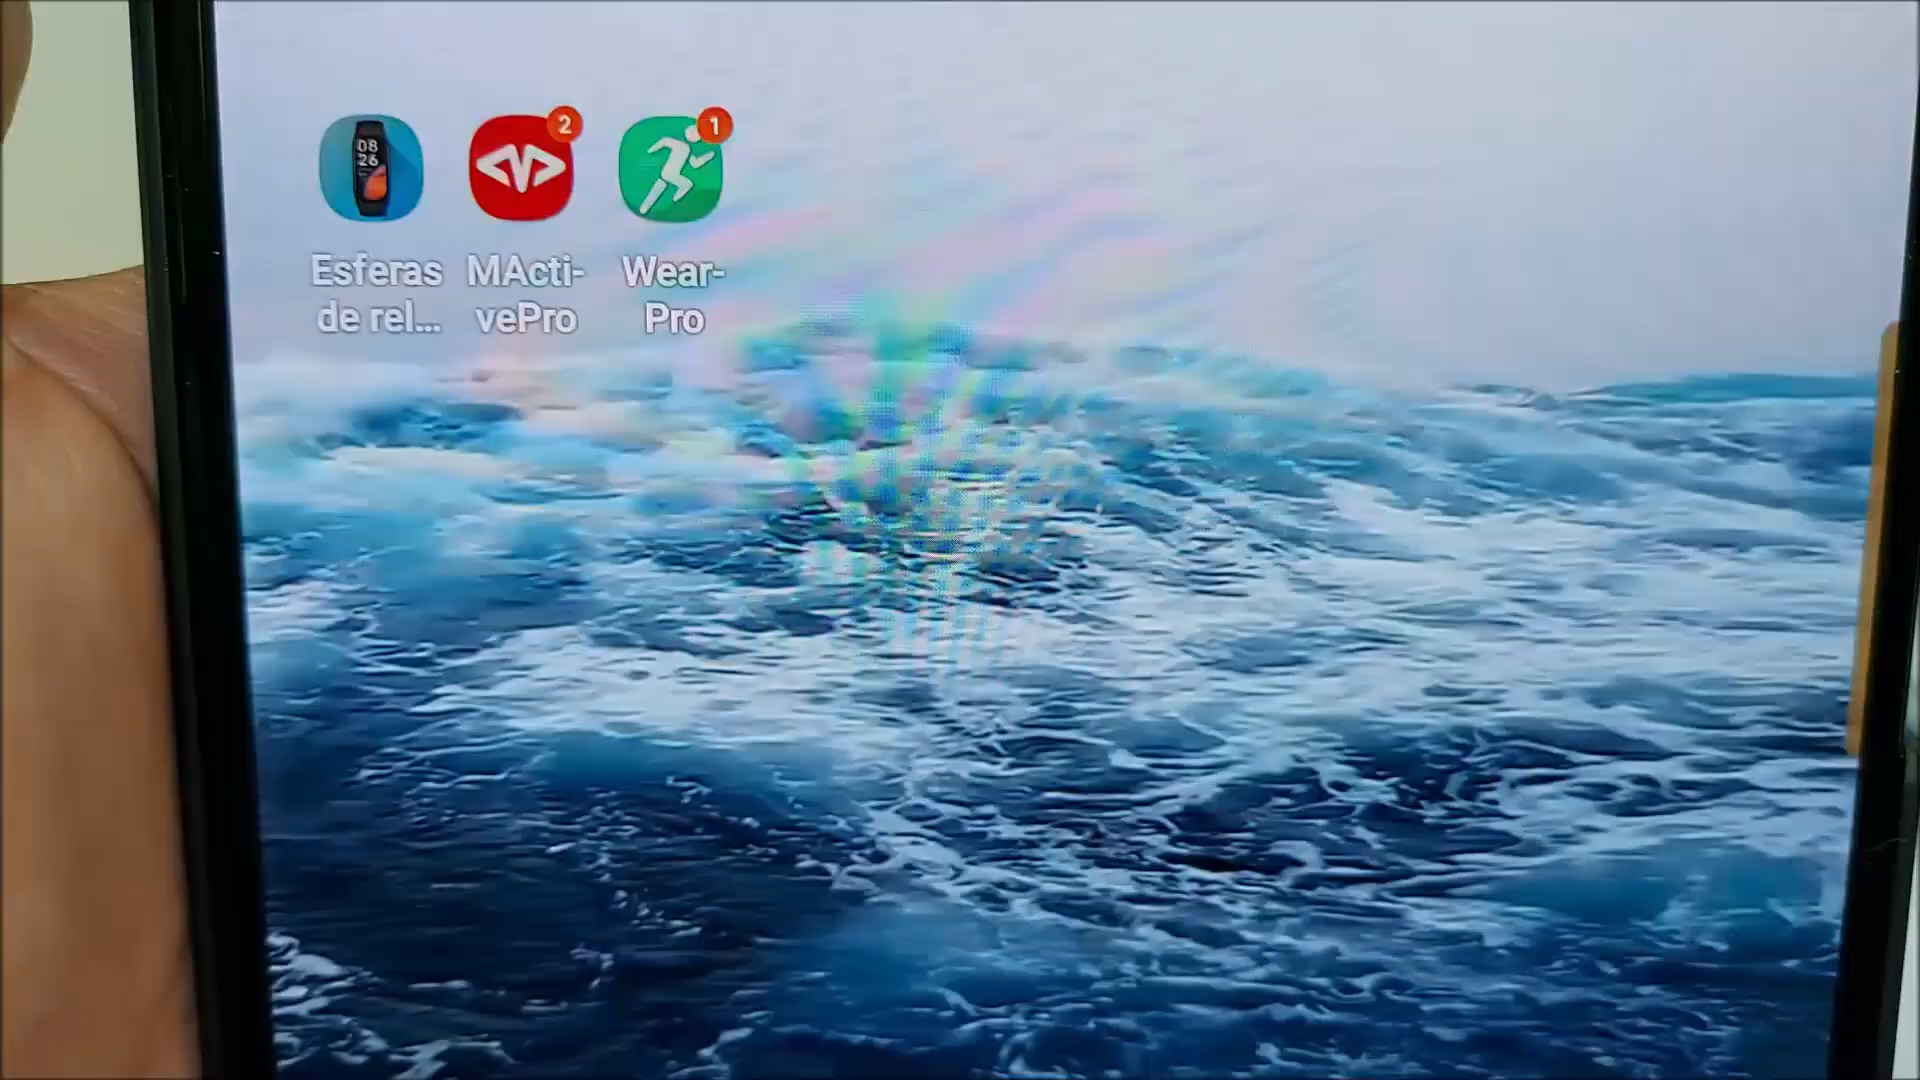 08
26
2
1
Esferas
de rel...
MActi-
vePro
Wear-
Pro